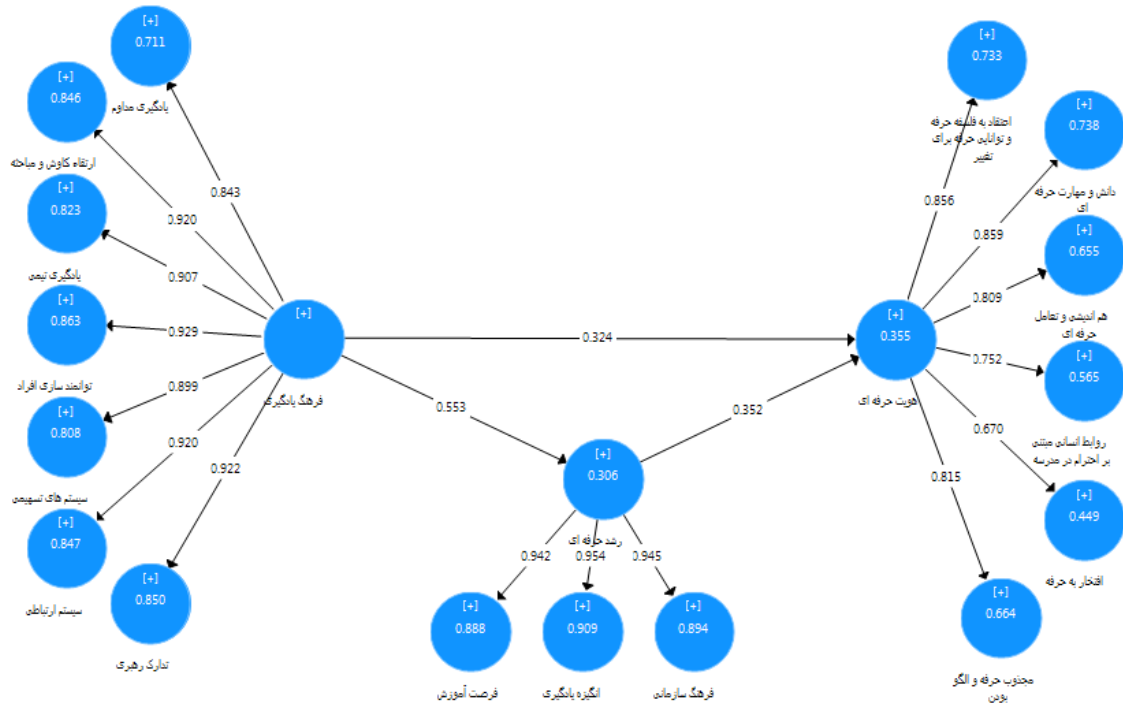 [+]
0.711
یادگیری مداوم
[+]
0.846
ارتقاء کاوش و مباحثه
[+]
0.823
یادگیری تیمی
[+]
0.863
توانمند سازی افراد
[+]
0.808
سیستم های تسهیمی
[+]
0.847
سیستم ارتباطی
[+]
0.850
تدارک رهبری
0.843
0.920
0.907
0.929
0.899
0.920
0.922
[+]
فرهنگ یادگیری
0.324
0.553
0.352
[+]
0.306
رشد حرفه ای
0.942
0.954
0.945
[+]
0.888
فرصت آموزش
[+]
0.909
انگیزه یادگیری
[+]
0.894
فرهنگ سازمانی
[+]
0.355
هویت حرفه ای
0.856
0.859
0.809
0.752
0.670
0.815
[+]
0.733
اعتقاد به فلسفه حرفه
و توانایی حرفه برای
تغییر
[+]
0.738
دانش و مهارت حرفه
ای
[+]
0.655
هم اندیشی و تعامل
حرفه ای
[+]
0.565
روابط انسانی مبتنی
بر احترام در مدرسه
[+]
0.449
افتخار به حرفه
[+]
0.664
مجذوب حرفه و الگو
بودن